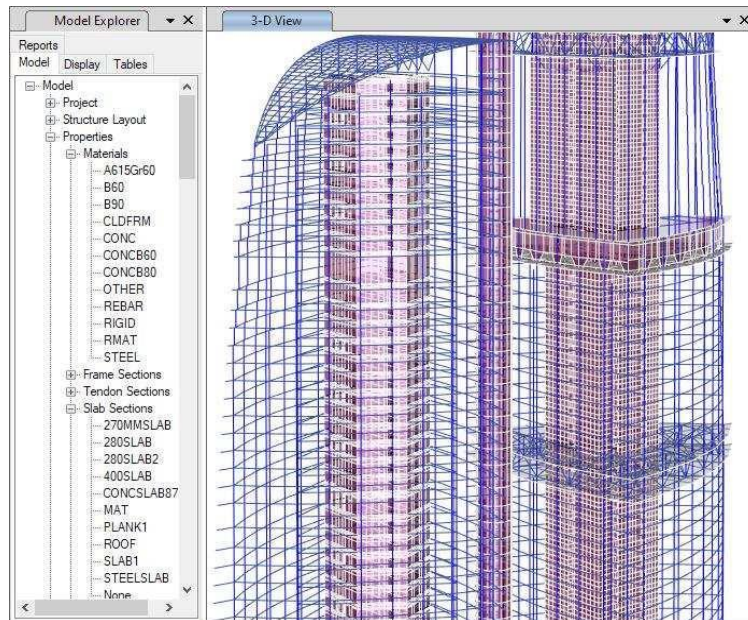 Model Explorer
3-D View
Reports
Model Display Tables
Model
Project
Structure Layout
Properties
Materials
A615Gr60
B60
B90
CLDFRM
CONC
CONCB60
CONCB80
OTHER
REBAR
RIGID
RMAT
STEEL
Frame Sections
Tendon Sections
Slab Sections
270MMSLAB
280SLAB
280SLAB2
400SLAB
CONCSLAB87
MAT
PLANK1
ROOF
SLAB1
STEELSLAB
None